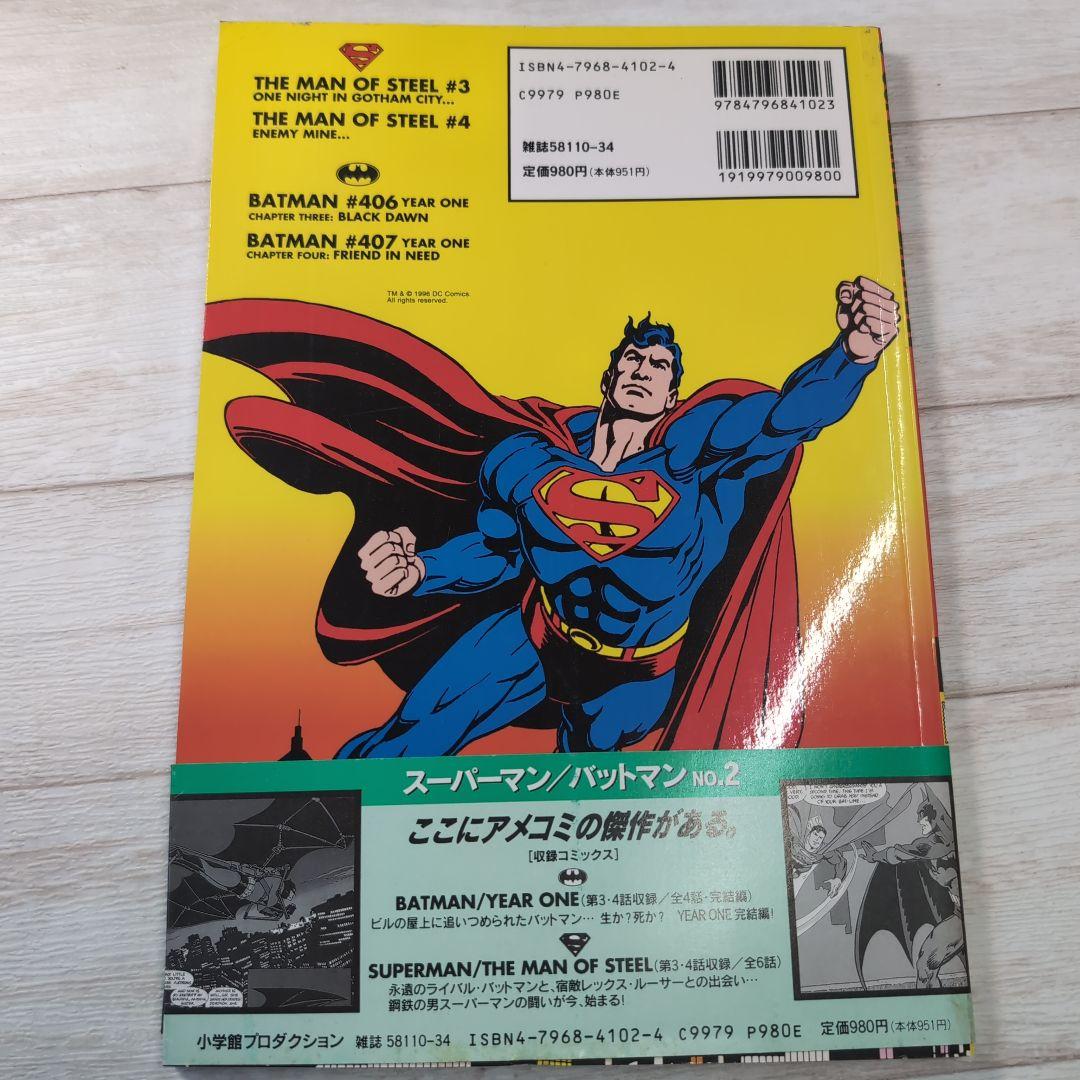 THE MAN OF STEEL #3
ONE NIGHT IN GOTHAM CITY...
THE MAN OF STEEL #4
ENEMY MINE...
BATMAN #406 YEAR ONE
CHAPTER THREE: BLACK DAWN
BATMAN #407 YEAR ONE
CHAPTER FOUR: FRIEND IN NEED
TM & © 1996 DC Comics.
All rights reserved.
ISBN4-7968-4102-4
C9979 P980E
雑誌58110-34
定価980円(本体951円)
9784796841023
1919979009800
S
スーパーマン/バットマン NO.2
ここにアメコミの傑作がある。
[収録コミックス]
BATMAN/YEAR ONE(第3・4話収録/全4話・完結編)
ビルの屋上に追いつめられたバットマン… 生か?死か? YEAR ONE 完結編!
SUPERMAN/THE MAN OF STEEL(第3・4話収録/全6話)
永遠のライバル・バットマンと、宿敵レックス・ルーサーとの出会い…
鋼鉄の男スーパーマンの闘いが今、始まる!
小学館プロダクション 雑誌 58110-34 ISBN4-7968-4102-4 C9979 P980E 定価980円(本体951円)